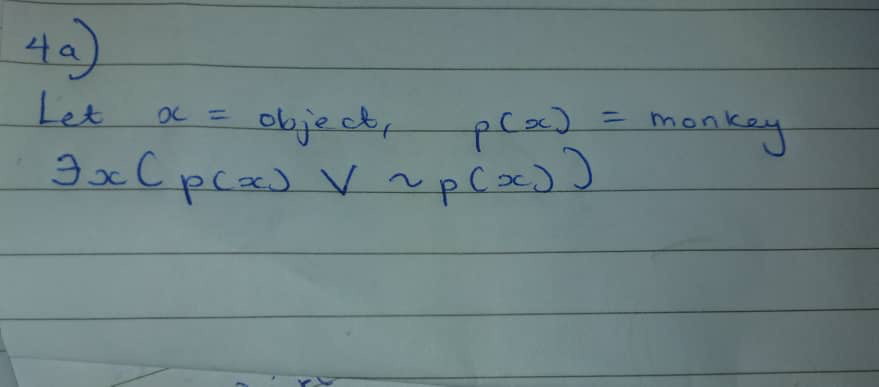 4a)
Let x = object, p(x) = monkey
∃x(p(x) ∨ ~p(x))